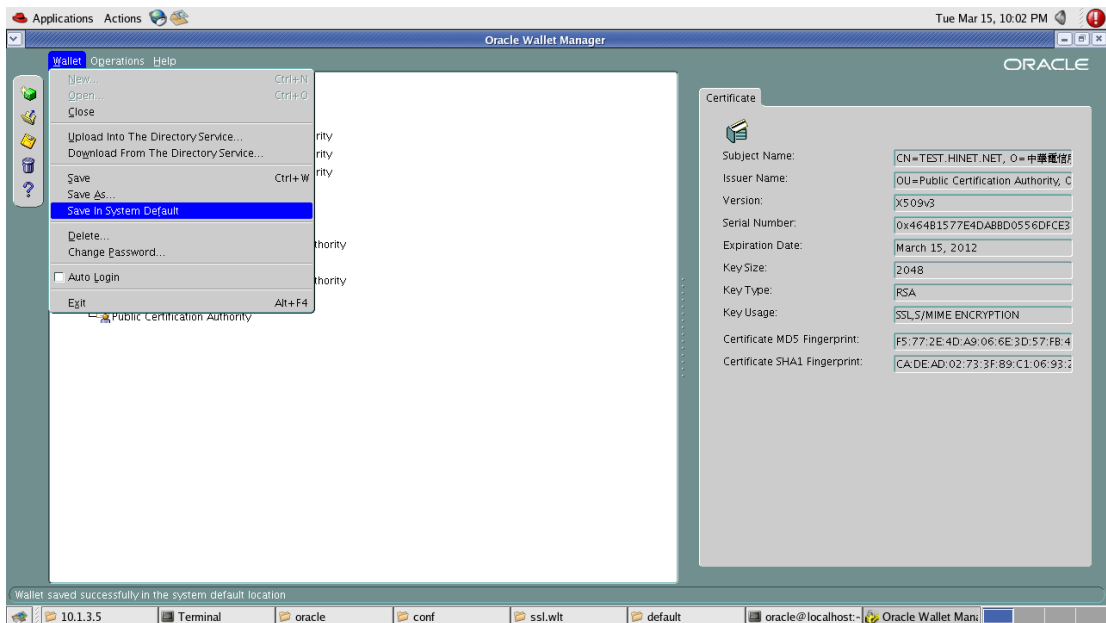 Applications Actions Tue Mar 15, 10:02 PM
Oracle Wallet Manager
Wallet Operations Help
ORACLE
New... Ctrl+N
Open... Ctrl+O
Close
Upload Into The Directory Service...
Download From The Directory Service...
Save Ctrl+W
Save As...
Save In System Default
Delete...
Change Password...
Auto Login
Exit Alt+F4
rity
rity
rity
thority
thority
Public Certification Authority
Certificate
Subject Name: CN=TEST.HINET.NET, O=中華電信
Issuer Name: OU=Public Certification Authority, C
Version: X509v3
Serial Number: 0x464B1577E4DABBD0556DFCE3
Expiration Date: March 15, 2012
Key Size: 2048
Key Type: RSA
Key Usage: SSL,S/MIME ENCRYPTION
Certificate MD5 Fingerprint: F5:77:2E:4D:A9:06:6E:3D:57:FB:4
Certificate SHA1 Fingerprint: CA:DE:AD:02:73:3F:89:C1:06:93:
Wallet saved successfully in the system default location
10.1.3.5 Terminal oracle conf ssl.wlt default oracle@localhost:~ Oracle Wallet Mana